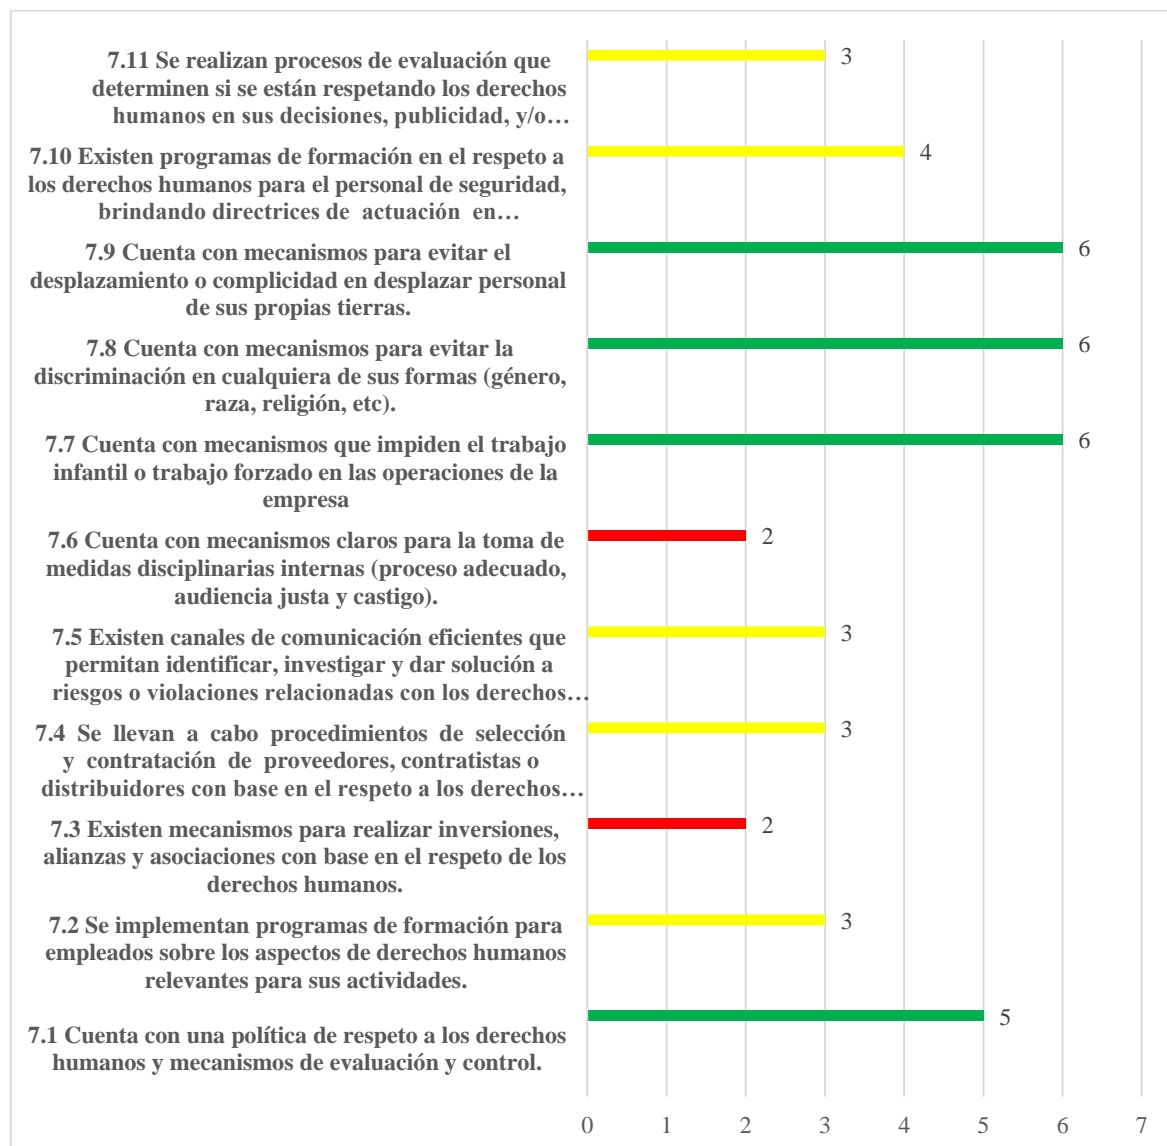 7.11 Se realizan procesos de evaluación que
determinen si se están respetando los derechos
humanos en sus decisiones, publicidad, y/o…
3
7.10 Existen programas de formación en el respeto a
los derechos humanos para el personal de seguridad,
brindando directrices de actuación en…
4
7.9 Cuenta con mecanismos para evitar el
desplazamiento o complicidad en desplazar personal
de sus propias tierras.
6
7.8 Cuenta con mecanismos para evitar la
discriminación en cualquiera de sus formas (género,
raza, religión, etc).
6
7.7 Cuenta con mecanismos que impiden el trabajo
infantil o trabajo forzado en las operaciones de la
empresa
6
7.6 Cuenta con mecanismos claros para la toma de
medidas disciplinarias internas (proceso adecuado,
audiencia justa y castigo).
2
7.5 Existen canales de comunicación eficientes que
permitan identificar, investigar y dar solución a
riesgos o violaciones relacionadas con los derechos…
3
7.4 Se llevan a cabo procedimientos de selección
y contratación de proveedores, contratistas o
distribuidores con base en el respeto a los derechos…
3
7.3 Existen mecanismos para realizar inversiones,
alianzas y asociaciones con base en el respeto de los
derechos humanos.
2
7.2 Se implementan programas de formación para
empleados sobre los aspectos de derechos humanos
relevantes para sus actividades.
3
7.1 Cuenta con una política de respeto a los derechos
humanos y mecanismos de evaluación y control.
5
0 1 2 3 4 5 6 7